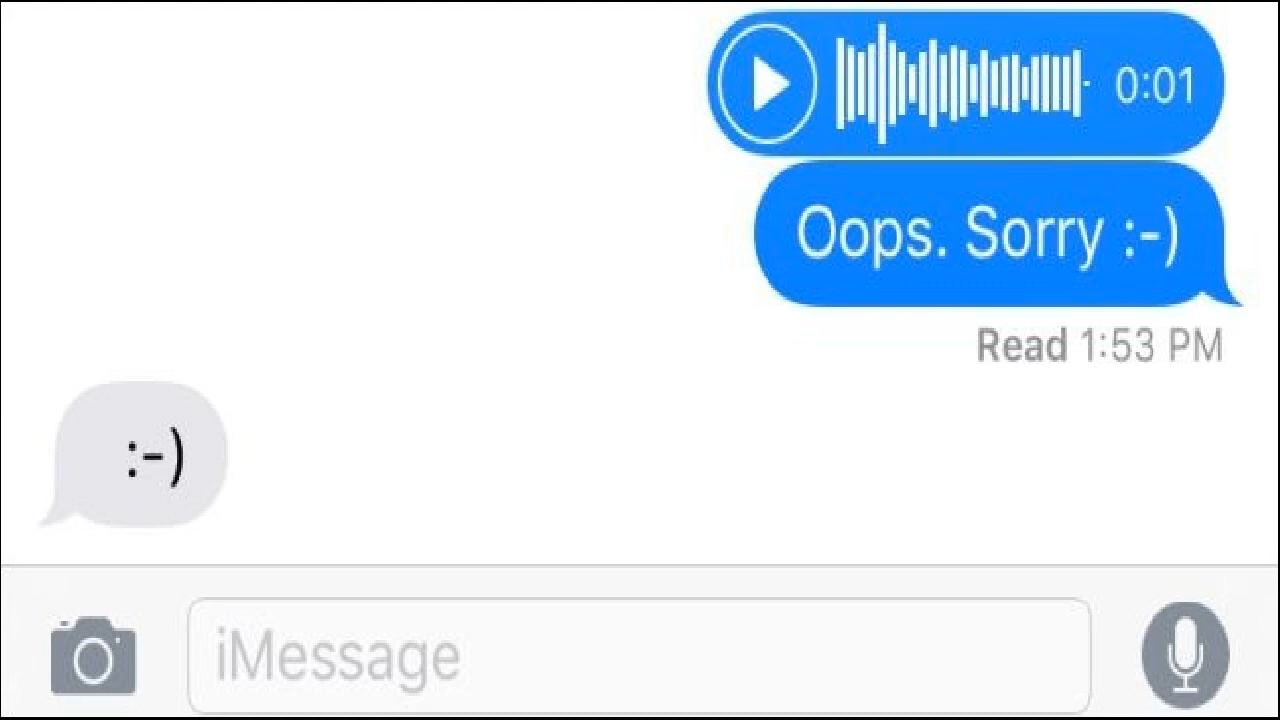 0:01
Oops. Sorry :-)
Read 1:53 PM
:-)
iMessage